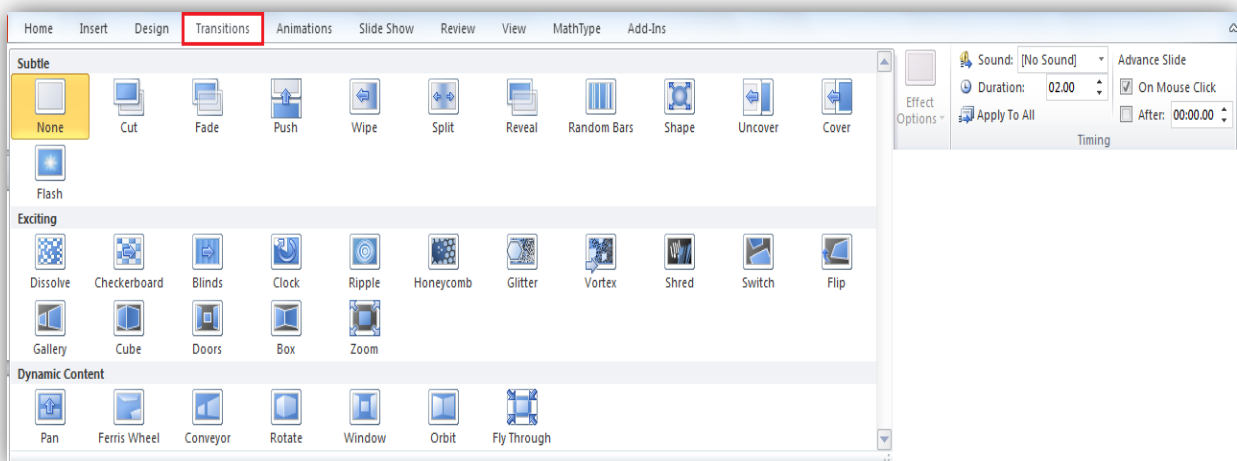 Home Insert Design Transitions Animations Slide Show Review View MathType Add-Ins
Subtle
None Cut Fade Push Wipe Split Reveal Random Bars Shape Uncover Cover
Flash
Exciting
Dissolve Checkerboard Blinds Clock Ripple Honeycomb Glitter Vortex Shred Switch Flip
Gallery Cube Doors Box Zoom
Dynamic Content
Pan Ferris Wheel Conveyor Rotate Window Orbit Fly Through
Effect
Options
Sound: [No Sound]
Duration: 02.00
Apply To All
Advance Slide
On Mouse Click
After: 00:00.00
Timing